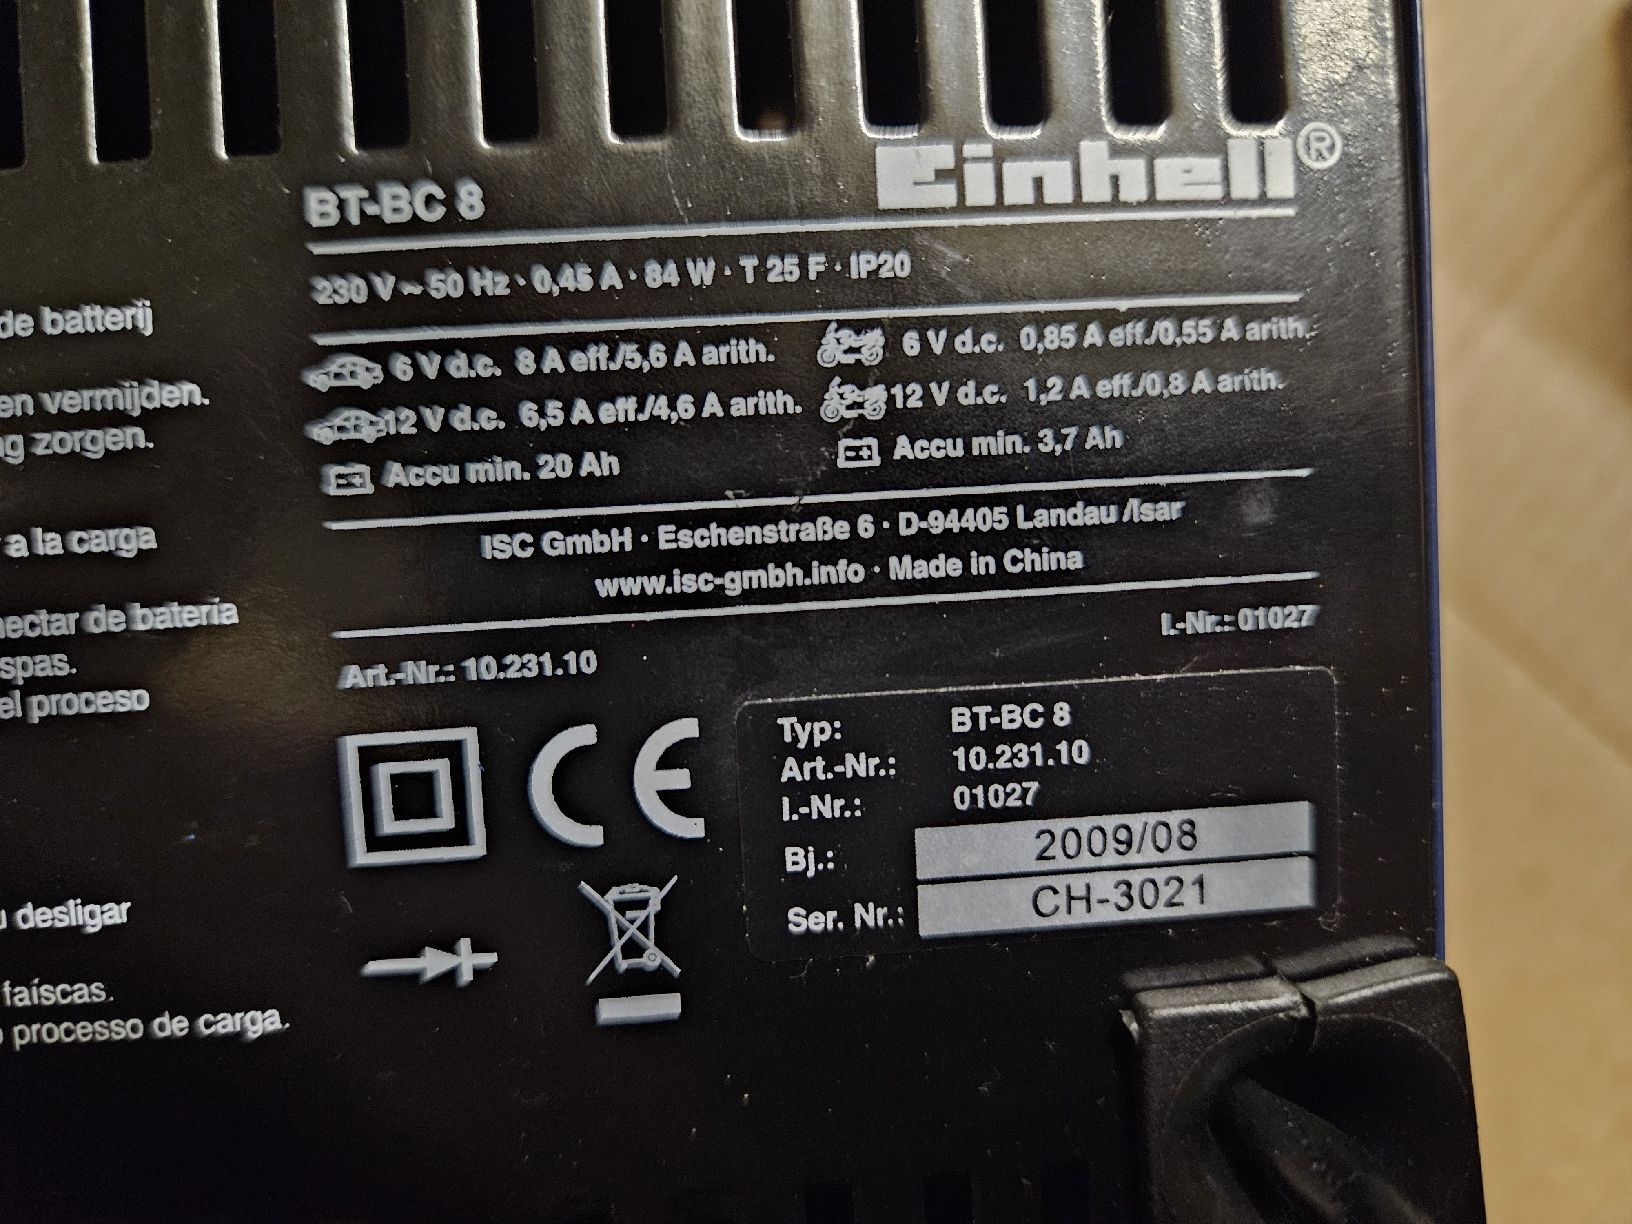 Einhell®
BT-BC 8
230 V ~ 50 Hz · 0,45 A · 84 W · T 25 F · IP20
6 V d.c. 8 A eff./5,6 A arith.
12 V d.c. 6,5 A eff./4,6 A arith.
Accu min. 20 Ah
6 V d.c. 0,85 A eff./0,55 A arith.
12 V d.c. 1,2 A eff./0,8 A arith.
Accu min. 3,7 Ah
ISC GmbH · Eschenstraße 6 · D-94405 Landau /Isar
www.isc-gmbh.info · Made in China
Art.-Nr.: 10.231.10
I.-Nr.: 01027
CE
Typ: BT-BC 8
Art.-Nr.: 10.231.10
I.-Nr.: 01027
Bj.: 2009/08
Ser. Nr.: CH-3021
de batterij
vermijden.
zorgen.
a la carga
de batería
el proceso
desligar
faíscas.
processo de carga.